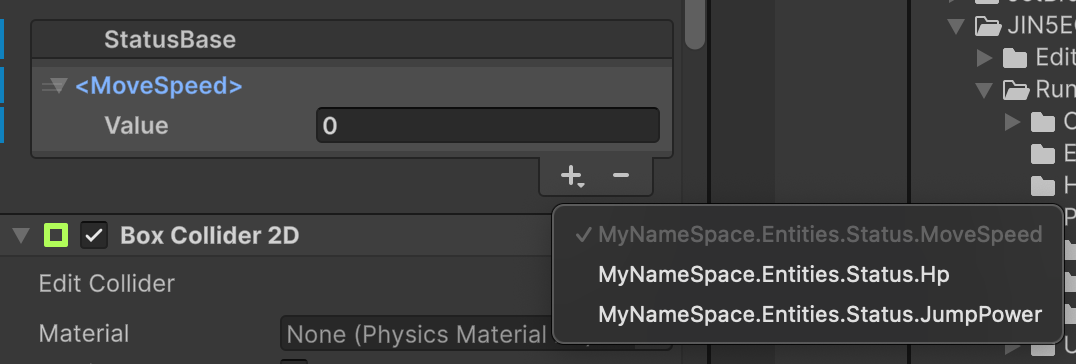 StatusBase
<MoveSpeed>
Value
0
Box Collider 2D
Edit Collider
Material
None (Physics Material
MyNameSpace.Entities.Status.MoveSpeed
MyNameSpace.Entities.Status.Hp
MyNameSpace.Entities.Status.JumpPower
JIN5E
Edit
Run